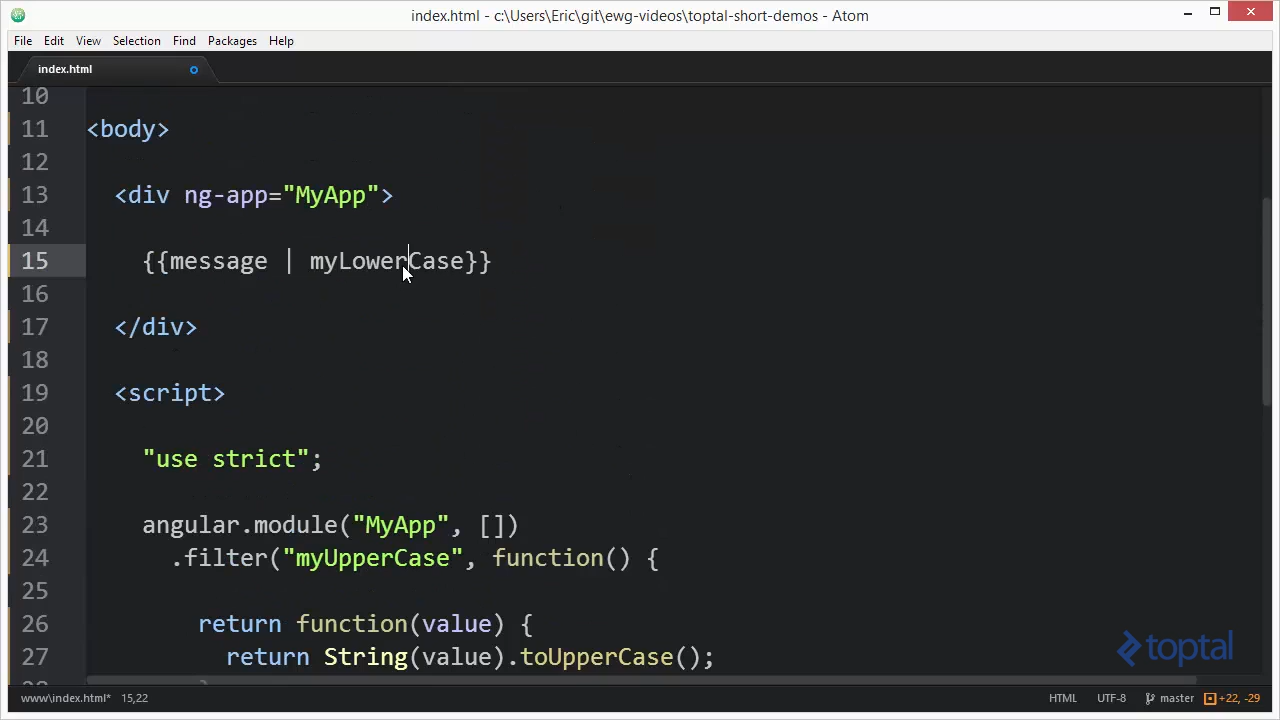 index.html - c:\Users\Eric\git\ewg-videos\toptal-short-demos - Atom
File Edit View Selection Find Packages Help
index.html
10
11 <body>
12
13 <div ng-app="MyApp">
14
15 {{message | myLowerCase}}
16
17 </div>
18
19 <script>
20
21 "use strict";
22
23 angular.module("MyApp", [])
24 .filter("myUpperCase", function() {
25
26 return function(value) {
27 return String(value).toUpperCase();
toptal
www\index.html* 15,22 HTML UTF-8 master +22, -29